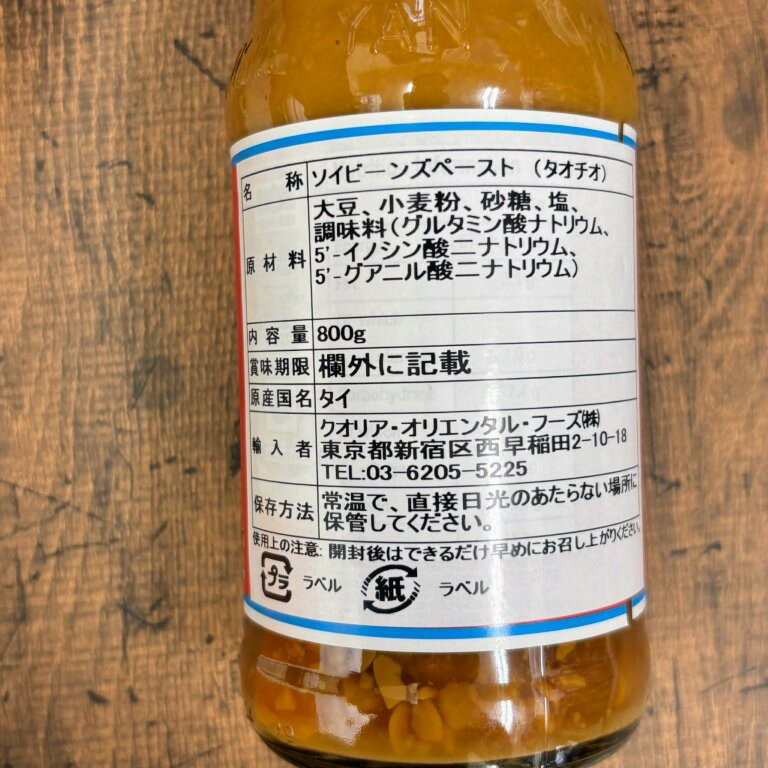 名称 ソイビーンズペースト (タオチオ)
原材料 大豆、小麦粉、砂糖、塩、
調味料(グルタミン酸ナトリウム、
5'-イノシン酸ニナトリウム、
5'-グアニル酸ニナトリウム)
内容量 800g
賞味期限 欄外に記載
原産国名 タイ
輸入者 クオリア・オリエンタル・フーズ㈱
東京都新宿区西早稲田2-10-18
TEL:03-6205-5225
保存方法 常温で、直接日光のあたらない場所に
保管してください。
使用上の注意: 開封後はできるだけ早めにお召し上がりください。
プラ ラベル 紙 ラベル